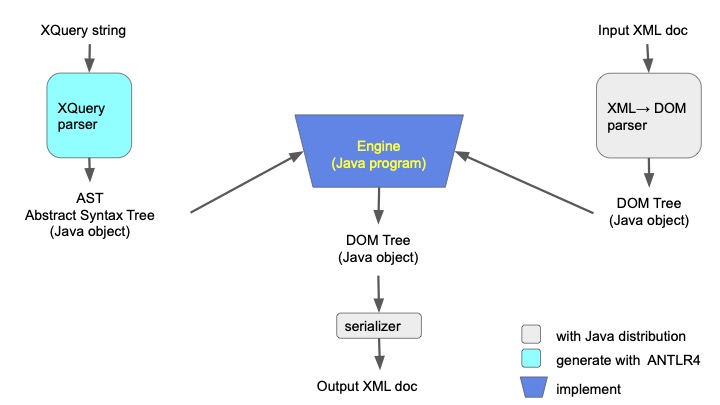 XQuery string
XQuery
parser
AST
Abstract Syntax Tree
(Java object)
Input XML doc
XML→ DOM
parser
DOM Tree
(Java object)
Engine
(Java program)
DOM Tree
(Java object)
serializer
Output XML doc
with Java distribution
generate with ANTLR4
implement